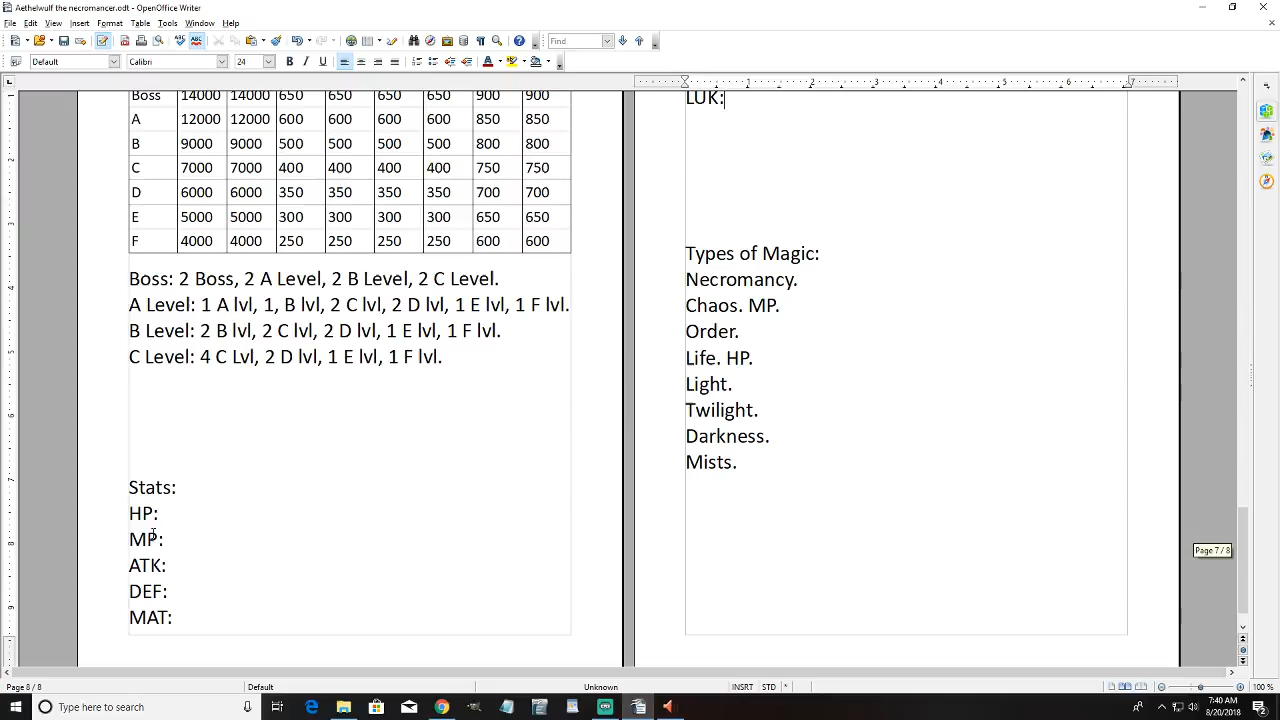 Aethelwulf the necromancer.odt - OpenOffice Writer
File Edit View Insert Format Table Tools Window Help
Find
Default Calibri 24
1 2 3 4 5 6 7
Boss 14000 14000 650 650 650 650 900 900
A 12000 12000 600 600 600 600 850 850
B 9000 9000 500 500 500 500 800 800
C 7000 7000 400 400 400 400 750 750
D 6000 6000 350 350 350 350 700 700
E 5000 5000 300 300 300 300 650 650
F 4000 4000 250 250 250 250 600 600
Boss: 2 Boss, 2 A Level, 2 B Level, 2 C Level.
A Level: 1 A lvl, 1, B lvl, 2 C lvl, 2 D lvl, 1 E lvl, 1 F lvl.
B Level: 2 B lvl, 2 C lvl, 2 D lvl, 1 E lvl, 1 F lvl.
C Level: 4 C Lvl, 2 D lvl, 1 E lvl, 1 F lvl.
Stats:
HP:
MP:
ATK:
DEF:
MAT:
LUK:
Types of Magic:
Necromancy.
Chaos. MP.
Order.
Life. HP.
Light.
Twilight.
Darkness.
Mists.
Page 7 / 8
Page 8 / 8 Default Unknown INSRT STD * 100 %
Type here to search
7:40 AM
8/20/2018